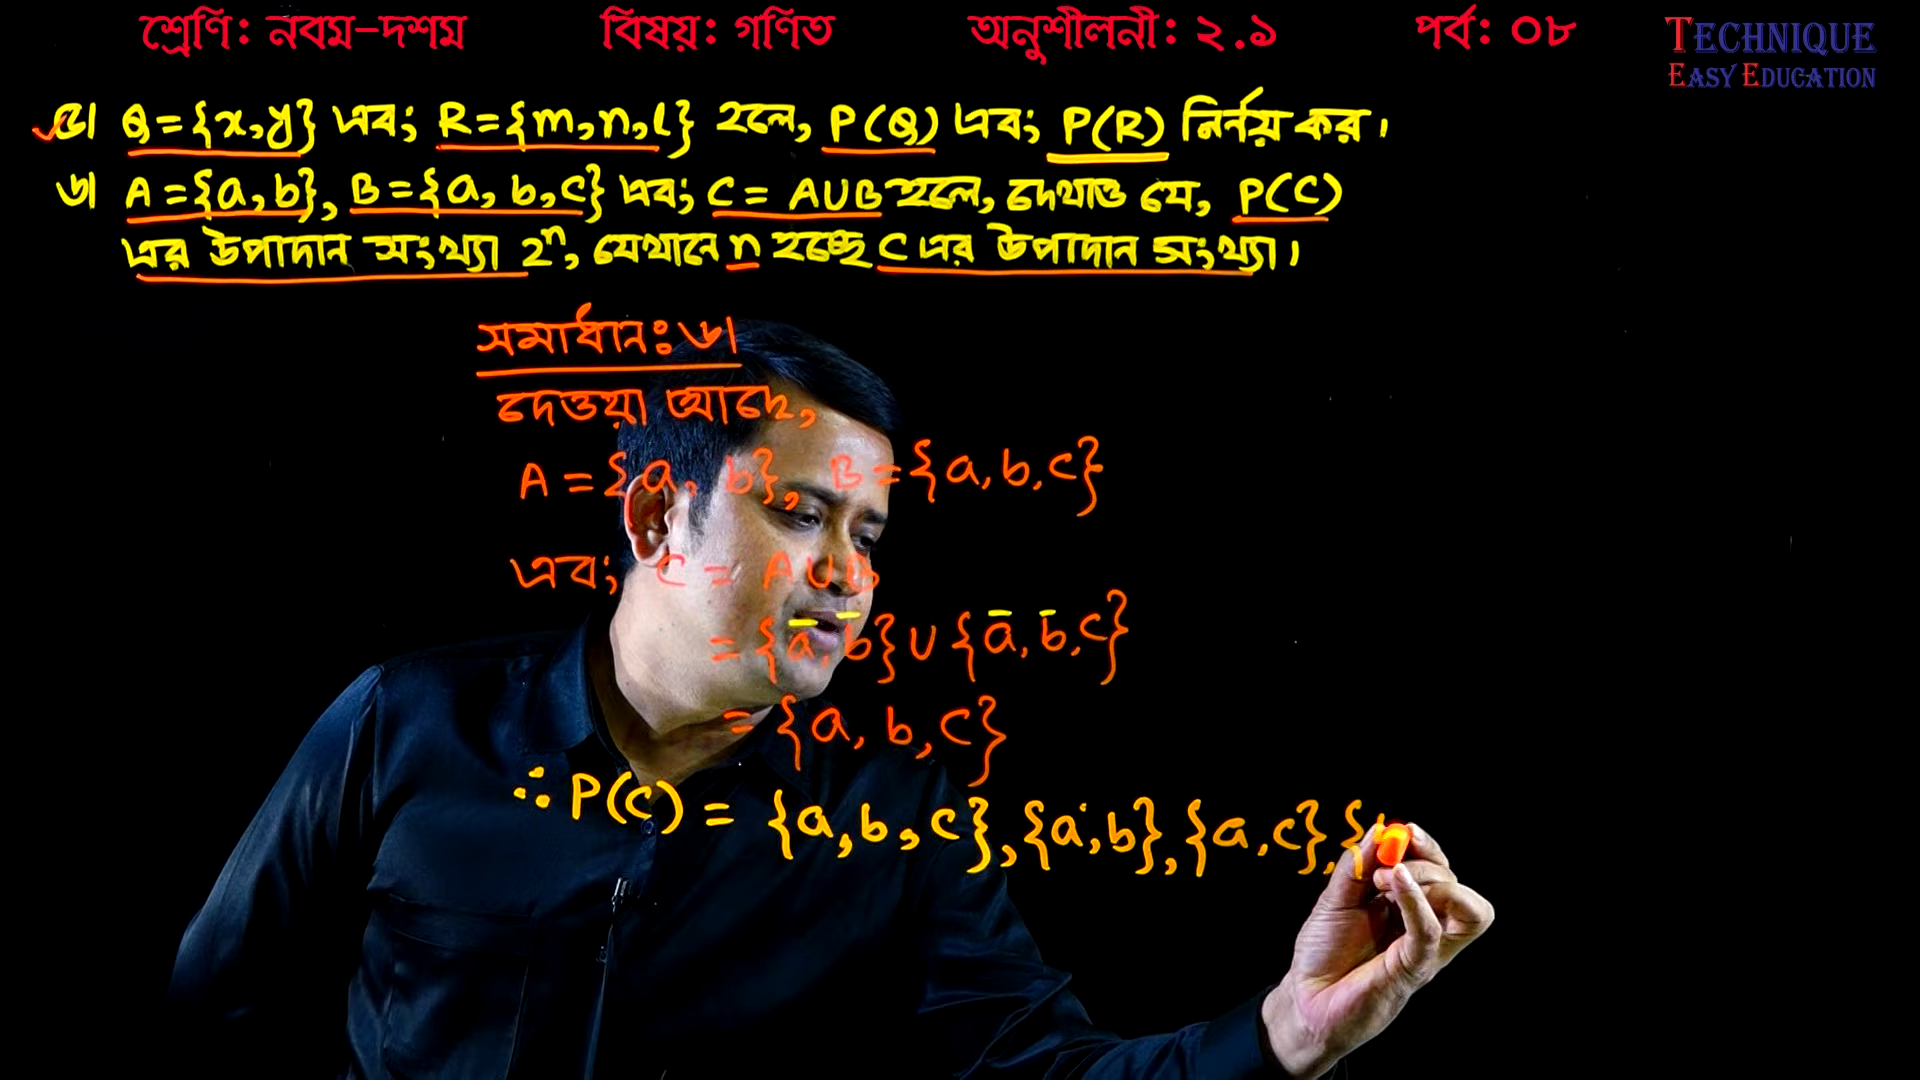 শ্রেণি: নবম-দশম বিষয়: গণিত অনুশীলনী: ২.১ পর্ব: ০৮
TECHNIQUE
EASY EDUCATION
৫। Q={x,y} এবং R={m,n,l} হলে, P(Q) এবং P(R) নির্ণয় কর।
৬। A={a,b}, B={a,b,c} এবং C= A∪B হলে, দেখাও যে, P(C)
এর উপাদান সংখ্যা 2ⁿ, যেখানে n হচ্ছে C এর উপাদান সংখ্যা।
সমাধানঃ ৬।
দেওয়া আছে,
A={a, b}, B={a,b,c}
এবং C = A∪B
={a,b}∪{a,b,c}
={a,b,c}
∴P(C) = {a,b,c},{a,b},{a,c},{